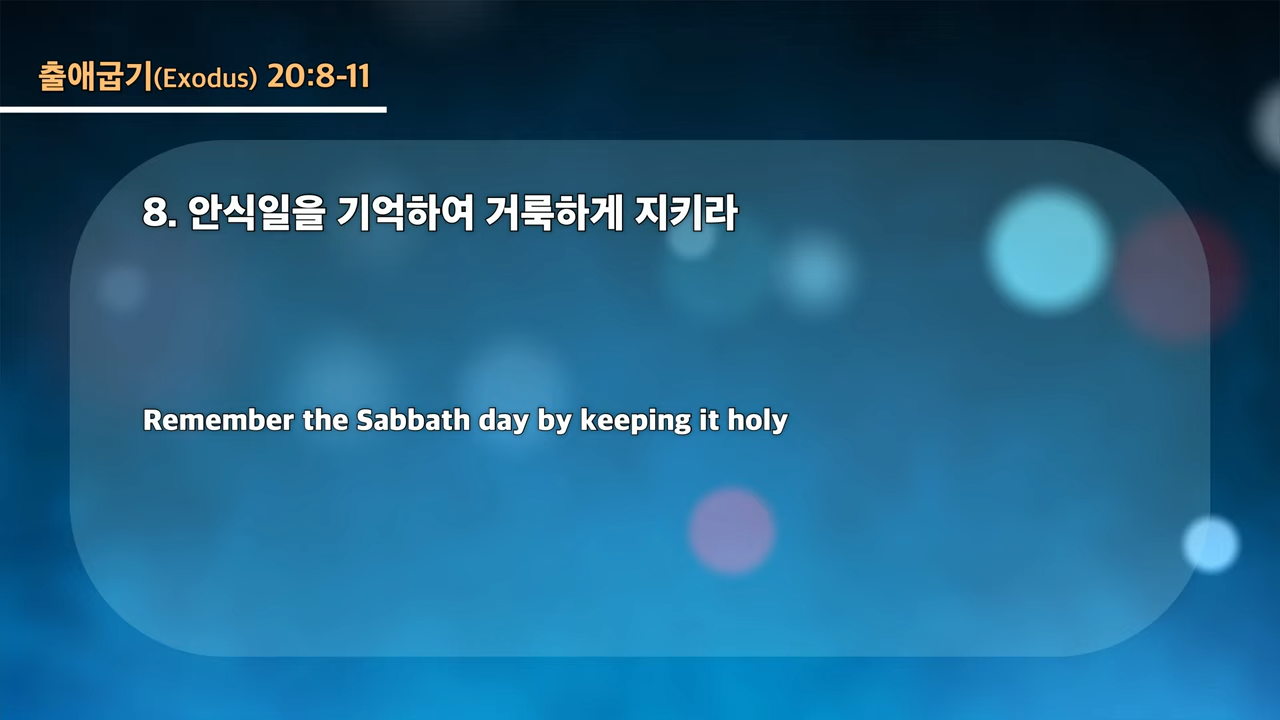 출애굽기(Exodus) 20:8-11
8. 안식일을 기억하여 거룩하게 지키라
Remember the Sabbath day by keeping it holy